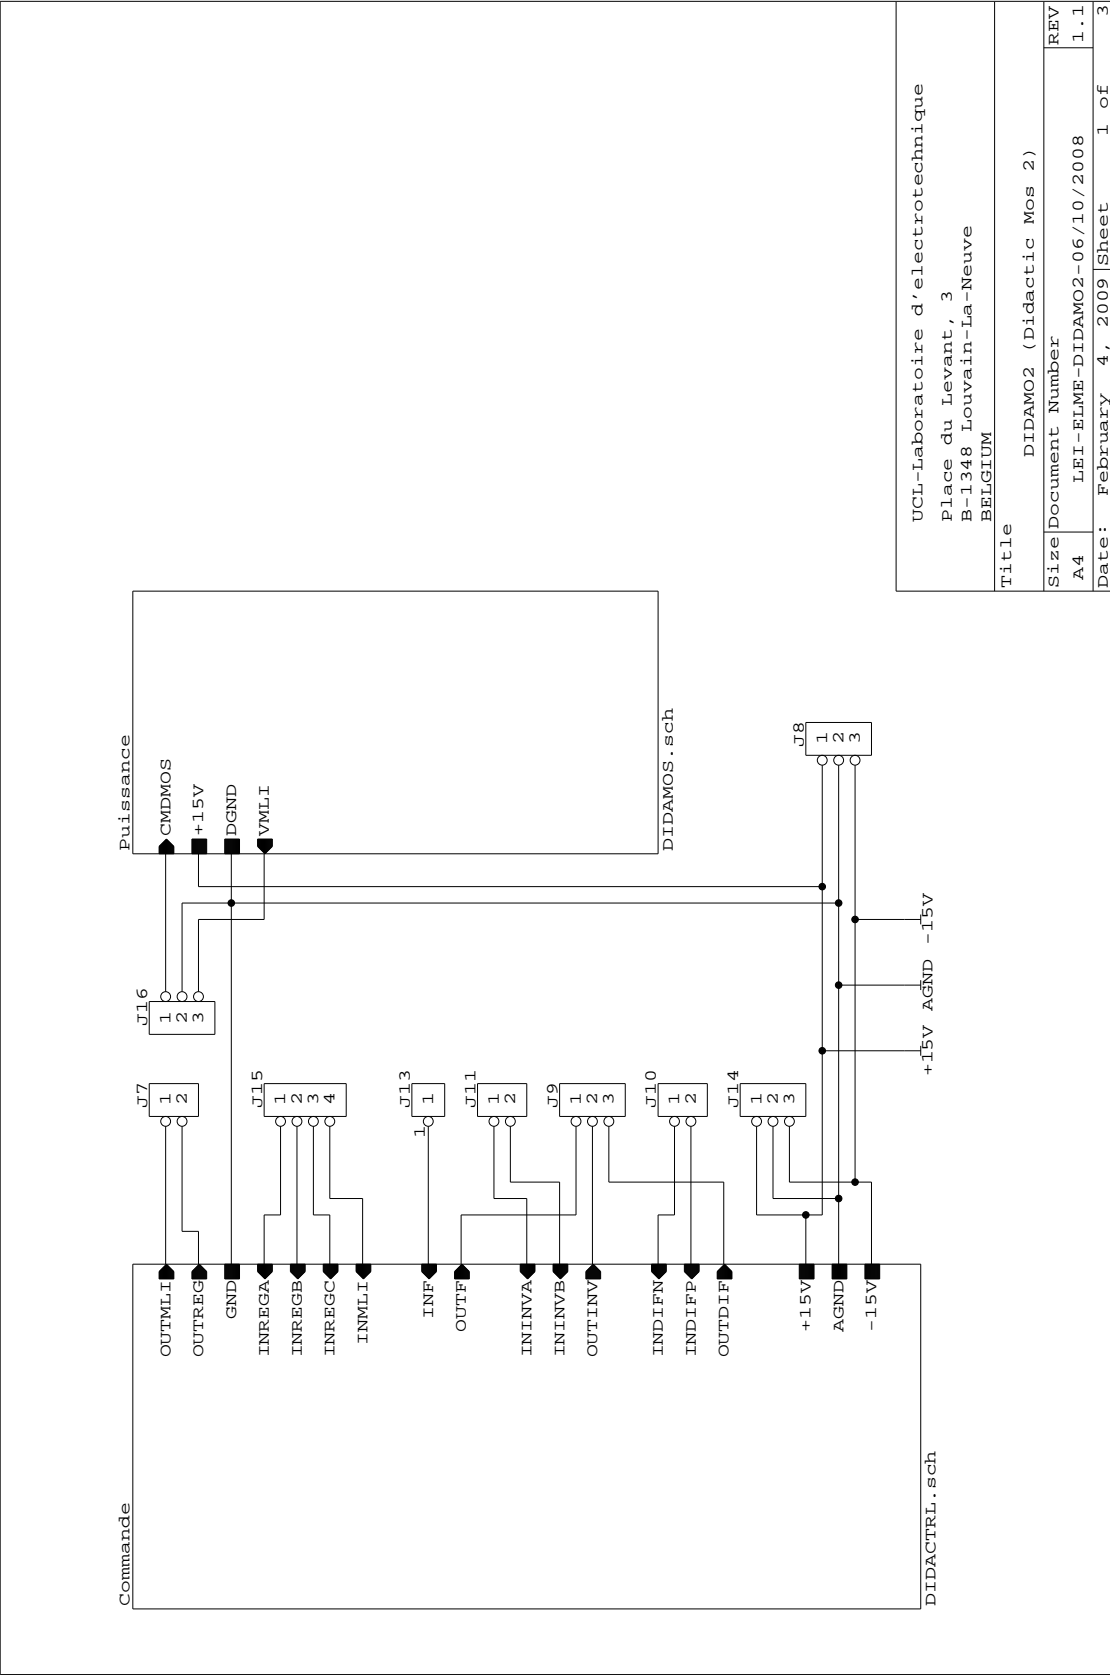 Commande
OUTMLI
OUTREG
GND
INREGA
INREGB
INREGC
INMLI
INF
OUTF
ININVA
ININVB
OUTINV
INDIFN
INDIFP
OUTDIF
+15V
AGND
-15V
DIDACTRL.sch
J7
1
2
J15
1
2
3
4
J13
1
1
J11
1
2
J9
1
2
3
J10
1
2
J14
1
2
3
J16
1
2
3
+15V AGND -15V
Puissance
CMDMOS
+15V
DGND
VMLI
DIDAMOS.sch
J8
1
2
3
UCL-Laboratoire d'electrotechnique
Place du Levant, 3
B-1348 Louvain-La-Neuve
BELGIUM
Title
DIDAMO2 (Didactic Mos 2)
Size Document Number REV
A4 LEI-ELME-DIDAMO2-06/10/2008 1.1
Date: February 4, 2009 Sheet 1 of 3